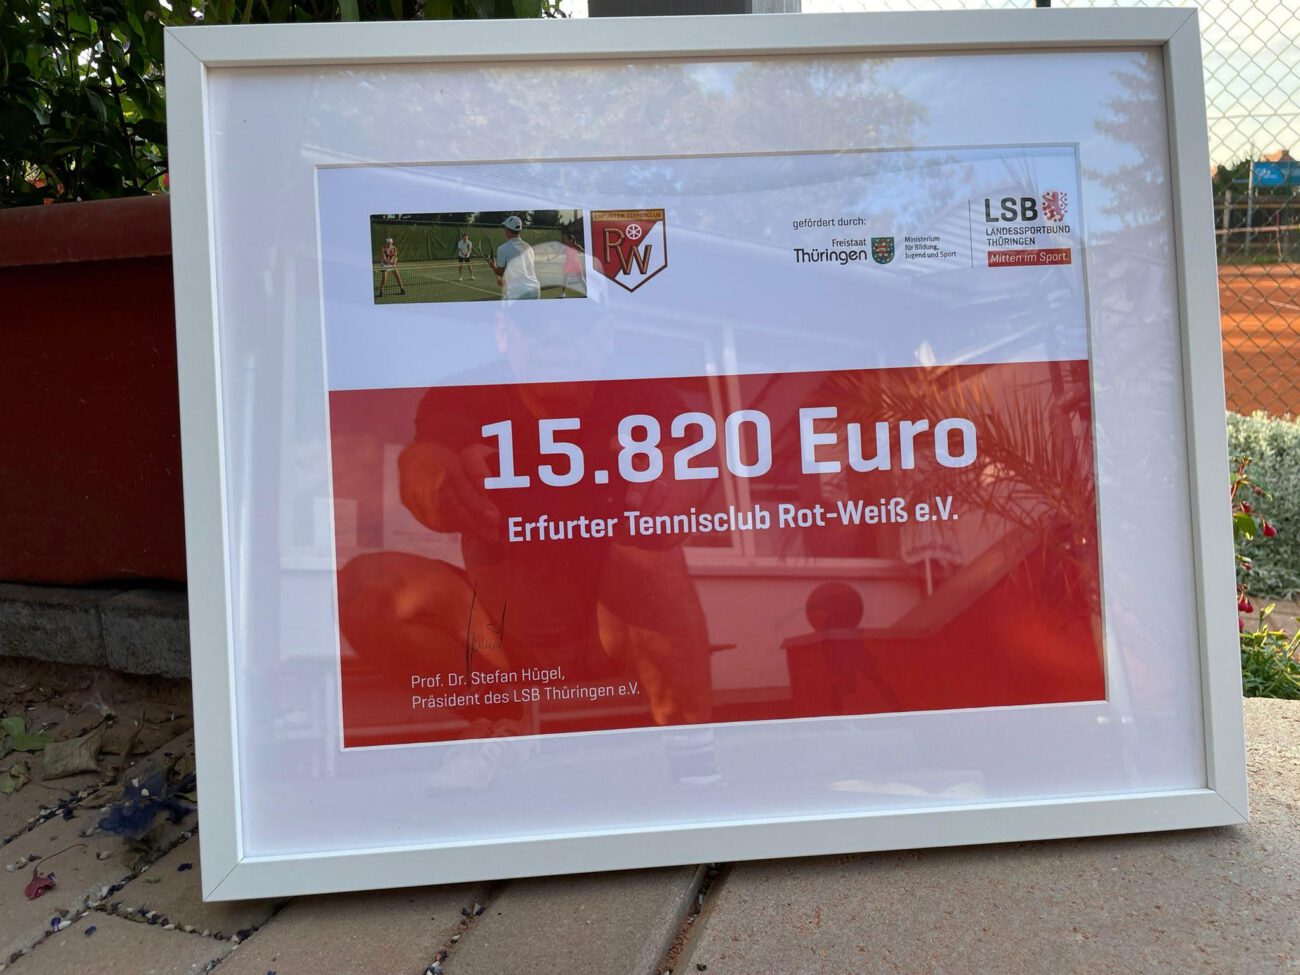 ERFURTER TENNISCLUB
R W
gefördert durch:
Freistaat
Thüringen
Ministerium
für Bildung,
Jugend und Sport
LSB
LANDESSPORTBUND
THÜRINGEN
Mitten im Sport.
15.820 Euro
Erfurter Tennisclub Rot-Weiß e.V.
Prof. Dr. Stefan Hügel,
Präsident des LSB Thüringen e.V.